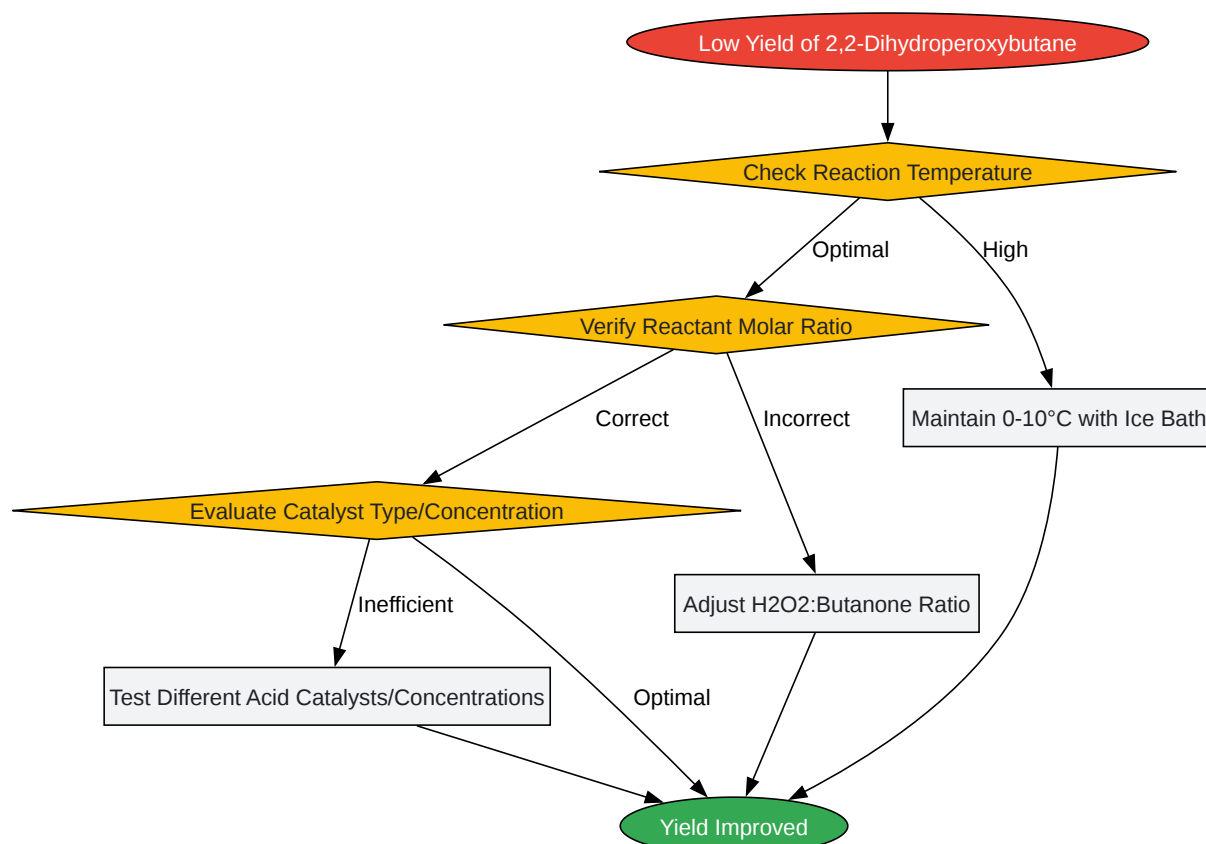 Low Yield of 2,2-Dihydroperoxybutane
Check Reaction Temperature
Optimal
High
Verify Reactant Molar Ratio
Maintain 0-10°C with Ice Bath
Correct
Incorrect
Evaluate Catalyst Type/Concentration
Adjust H2O2:Butanone Ratio
Inefficient
Test Different Acid Catalysts/Concentrations
Optimal
Yield Improved